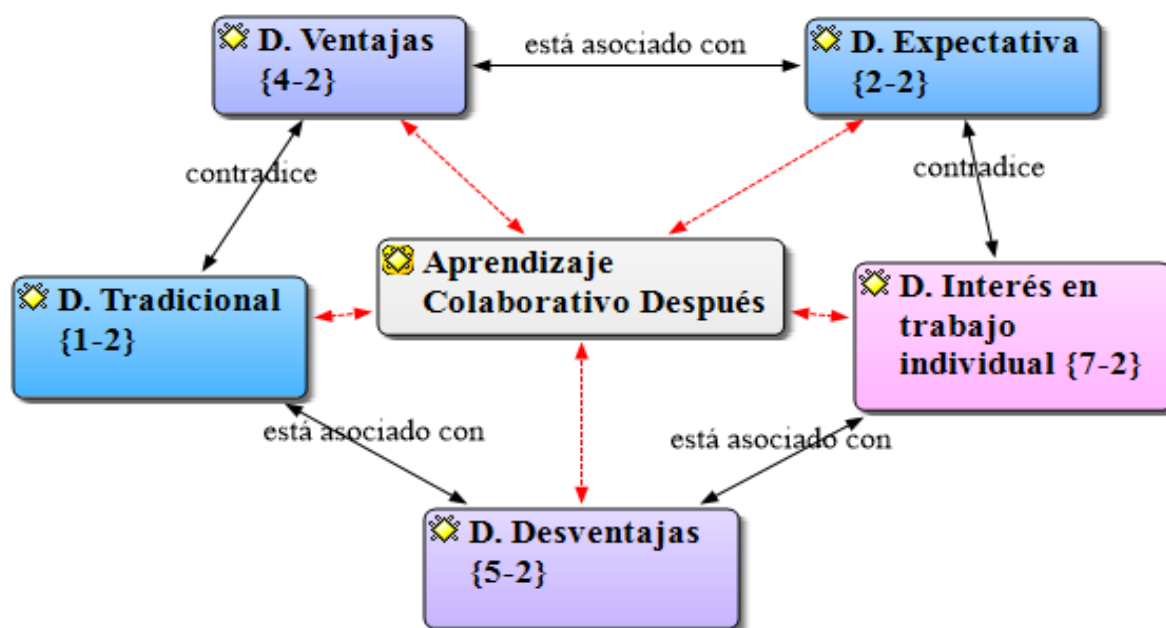 D. Ventajas
{4-2}
está asociado con
D. Expectativa
{2-2}
contradice
contradice
Aprendizaje
Colaborativo Después
D. Tradicional
{1-2}
D. Interés en
trabajo
individual {7-2}
está asociado con
está asociado con
D. Desventajas
{5-2}